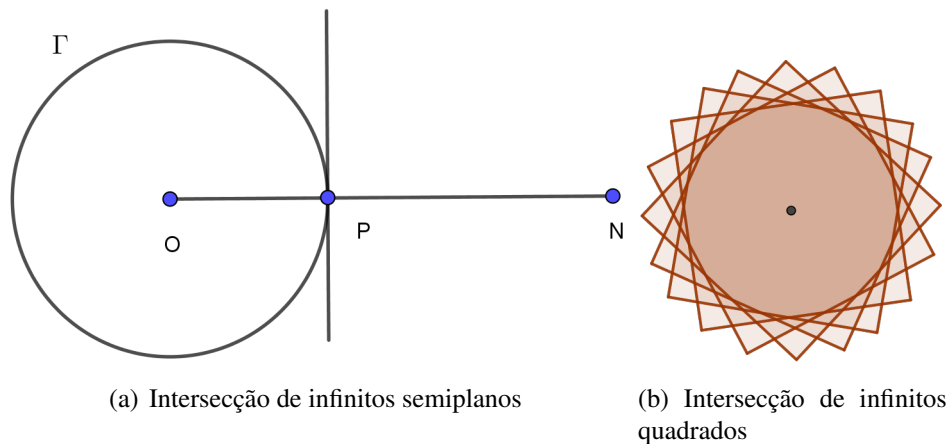 Γ
O
P
N
(a) Intersecção de infinitos semiplanos
(b) Intersecção de infinitos
quadrados